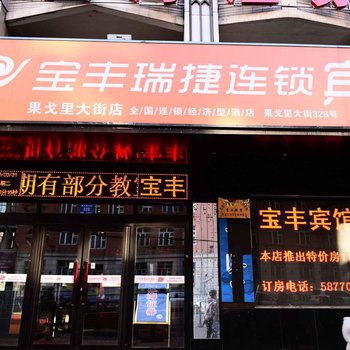 宝丰瑞捷连锁宾
果戈里大街店
全国连锁经济型酒店
果戈里大街328号
期有部分教
宝丰
宝丰宾馆
本店推出特价房
订房电话：5877